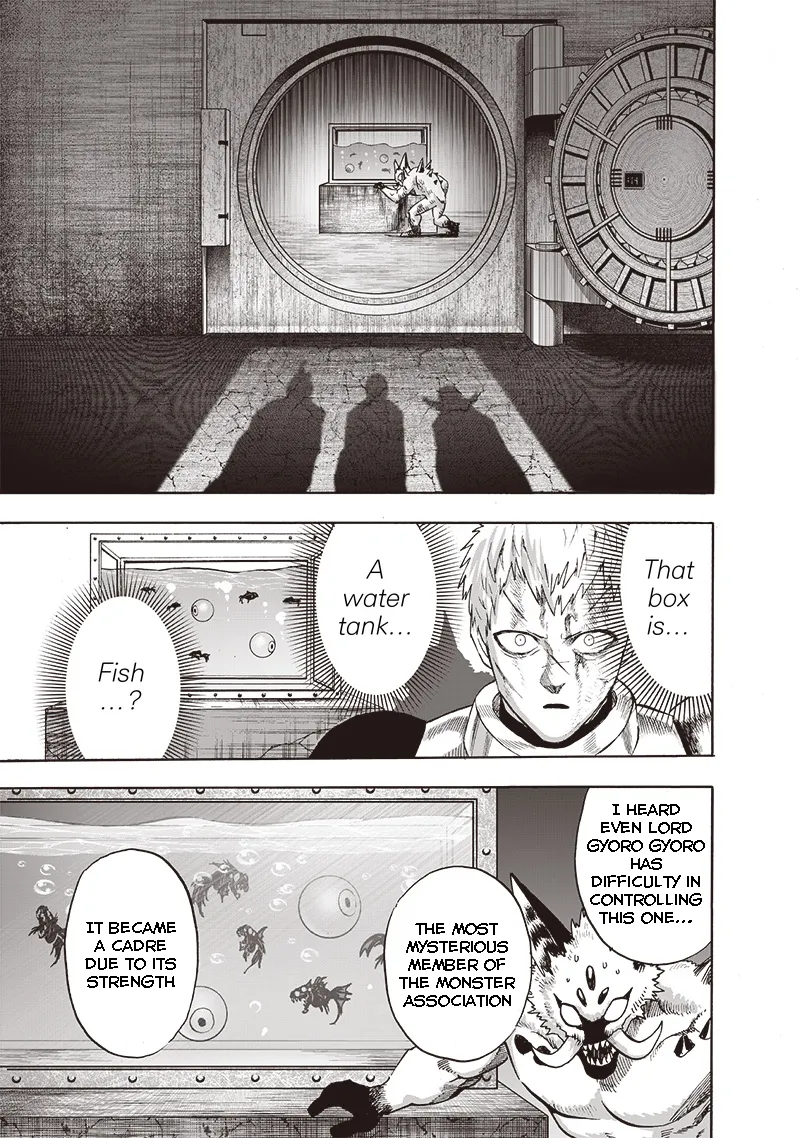 That
box
is...
A
water
tank...
Fish
...?
I HEARD
EVEN LORD
GYORO GYORO
HAS
DIFFICULTY IN
CONTROLLING
THIS ONE...
THE MOST
MYSTERIOUS
MEMBER OF
THE MONSTER
ASSOCIATION
IT BECAME
A CADRE
DUE TO ITS
STRENGTH